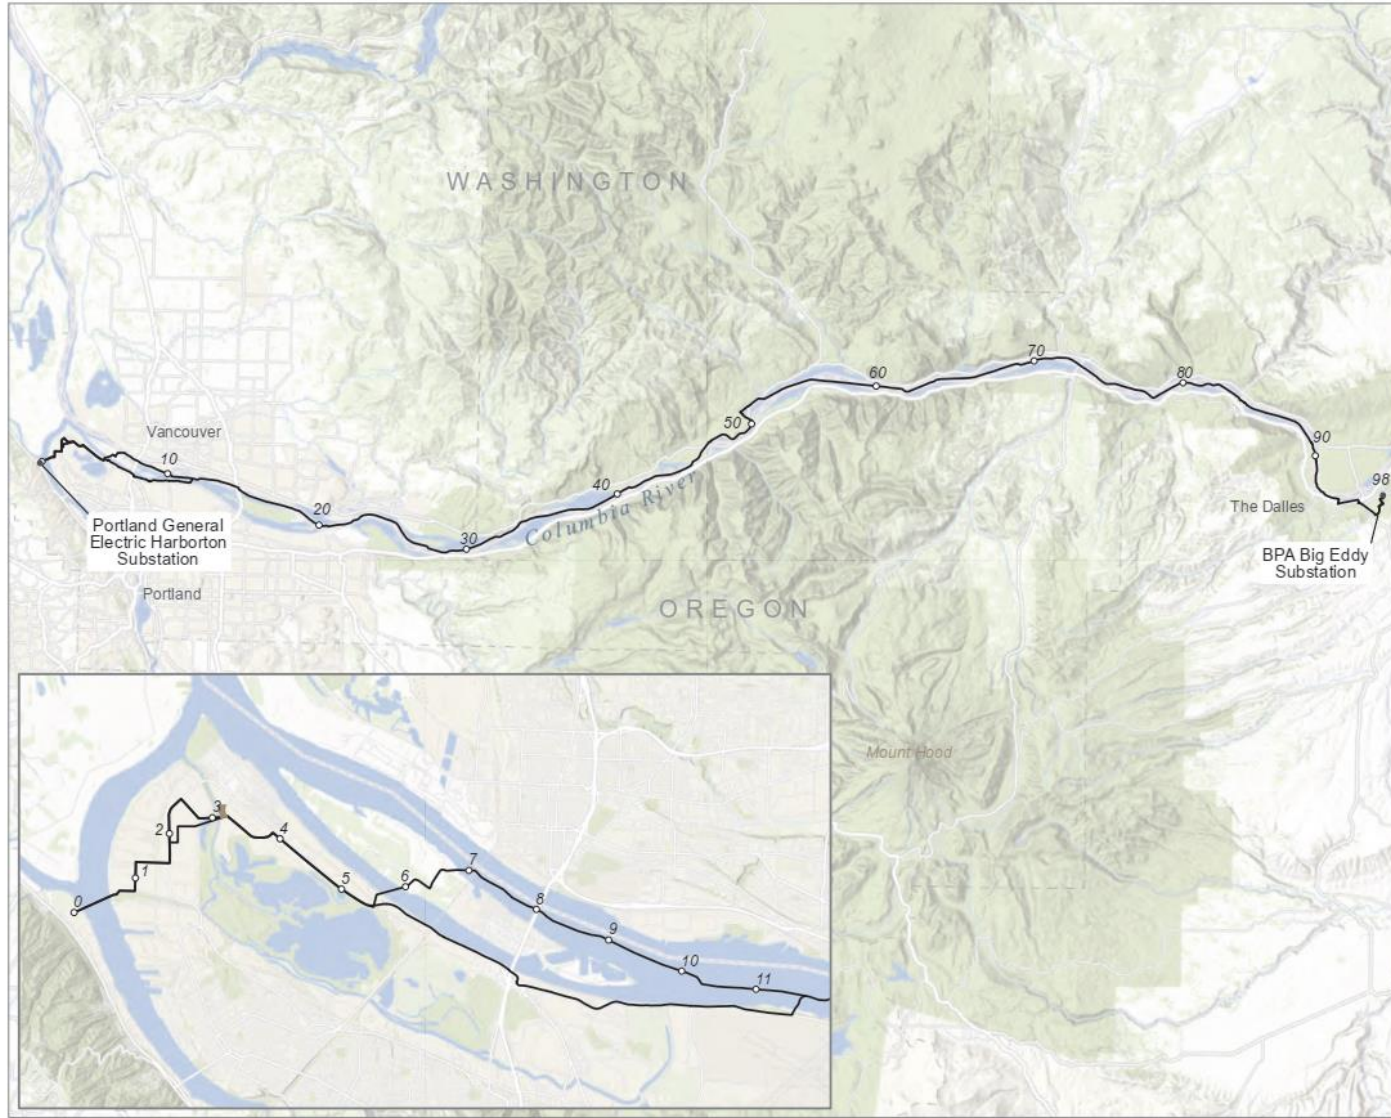 WASHINGTON
70
60
80
50
Vancouver
90
10
98
40
Columbia River
The Dalles
20
Portland General
Electric Harborton
Substation
30
BPA Big Eddy
Substation
Portland
OREGON
Mount Hood
3
2
4
7
1
5
6
0
8
9
10
11